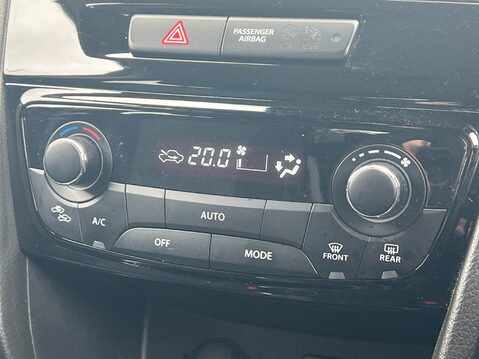 PASSENGER
AIRBAG
20.0
A/C
AUTO
OFF
MODE
FRONT
REAR